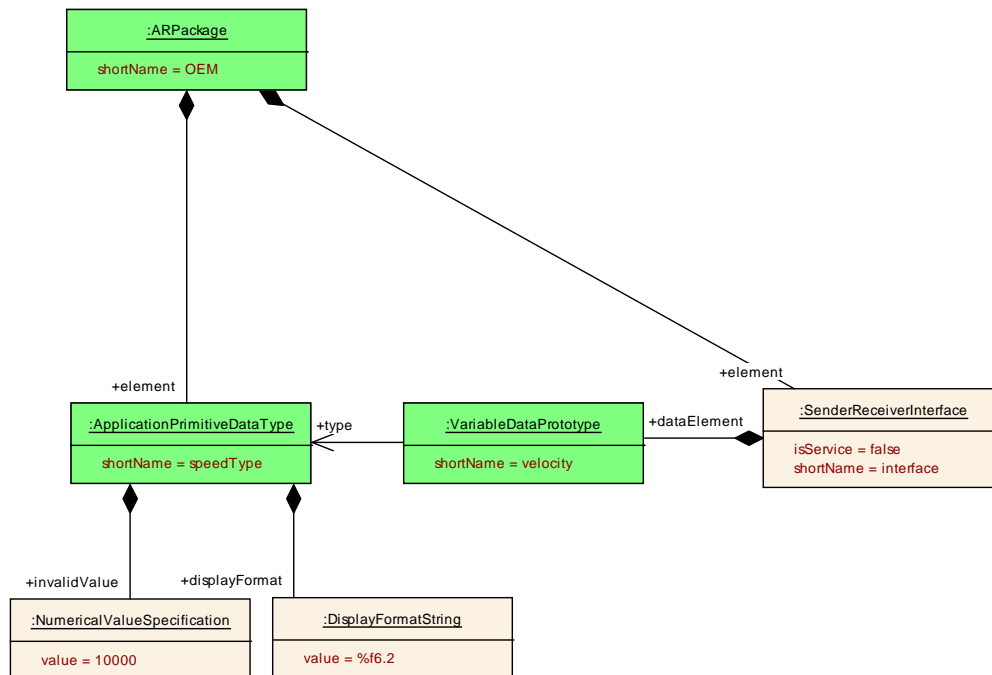 :ARPackage
shortName = OEM
+element
+element
:ApplicationPrimitiveDataType
shortName = speedType
+type
:VariableDataPrototype
shortName = velocity
+dataElement
:SenderReceiverInterface
isService = false
shortName = interface
+invalidValue
+displayFormat
:NumericalValueSpecification
value = 10000
:DisplayFormatString
value = %f6.2